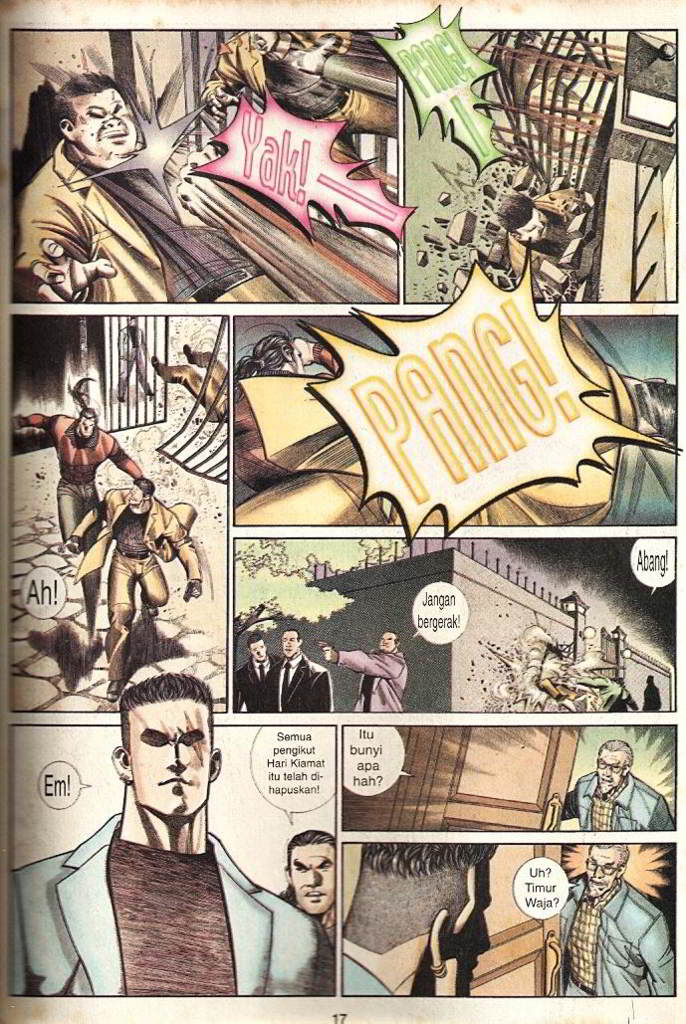 Yak!
PANG!
PANG!
Ah!
Abang!
Jangan
bergerak!
Em!
Semua
pengikut
Hari Kiamat
itu telah di-
hapuskan!
Itu
bunyi
apa
hah?
Uh?
Timur
Waja?
17